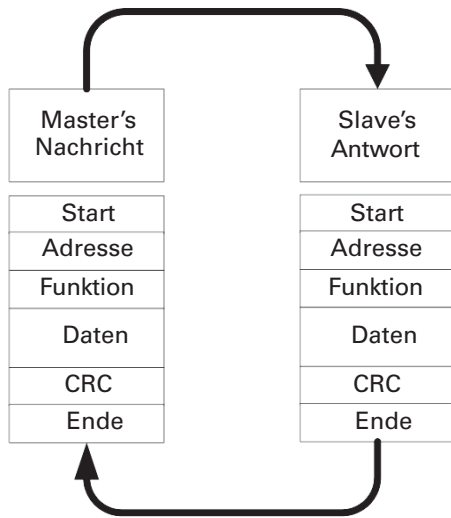 Master's
Nachricht
Start
Adresse
Funktion
Daten
CRC
Ende
Slave's
Antwort
Start
Adresse
Funktion
Daten
CRC
Ende